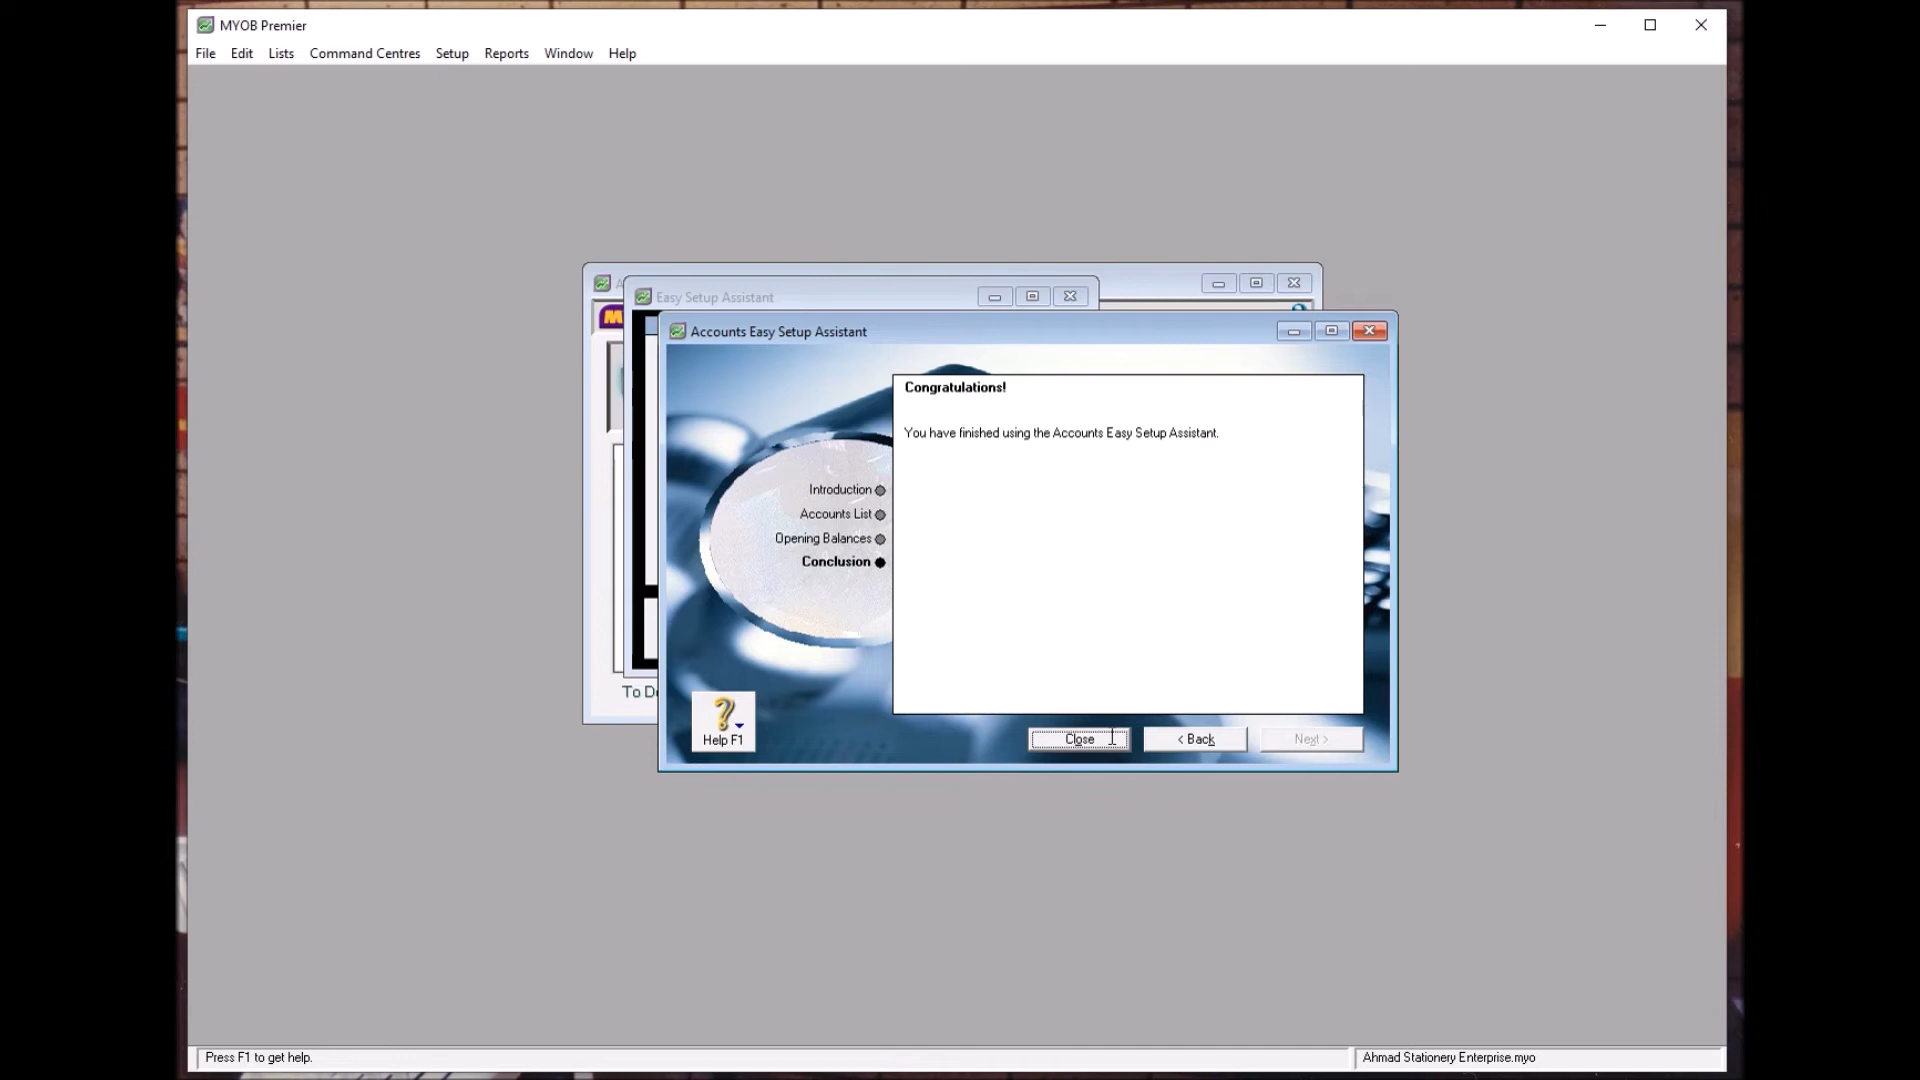 MYOB Premier
File Edit Lists Command Centres Setup Reports Window Help
Easy Setup Assistant
Accounts Easy Setup Assistant
Congratulations!
You have finished using the Accounts Easy Setup Assistant.
Introduction
Accounts List
Opening Balances
Conclusion
To D
Help F1
Close
< Back
Next >
Press F1 to get help.
Ahmad Stationery Enterprise.myo